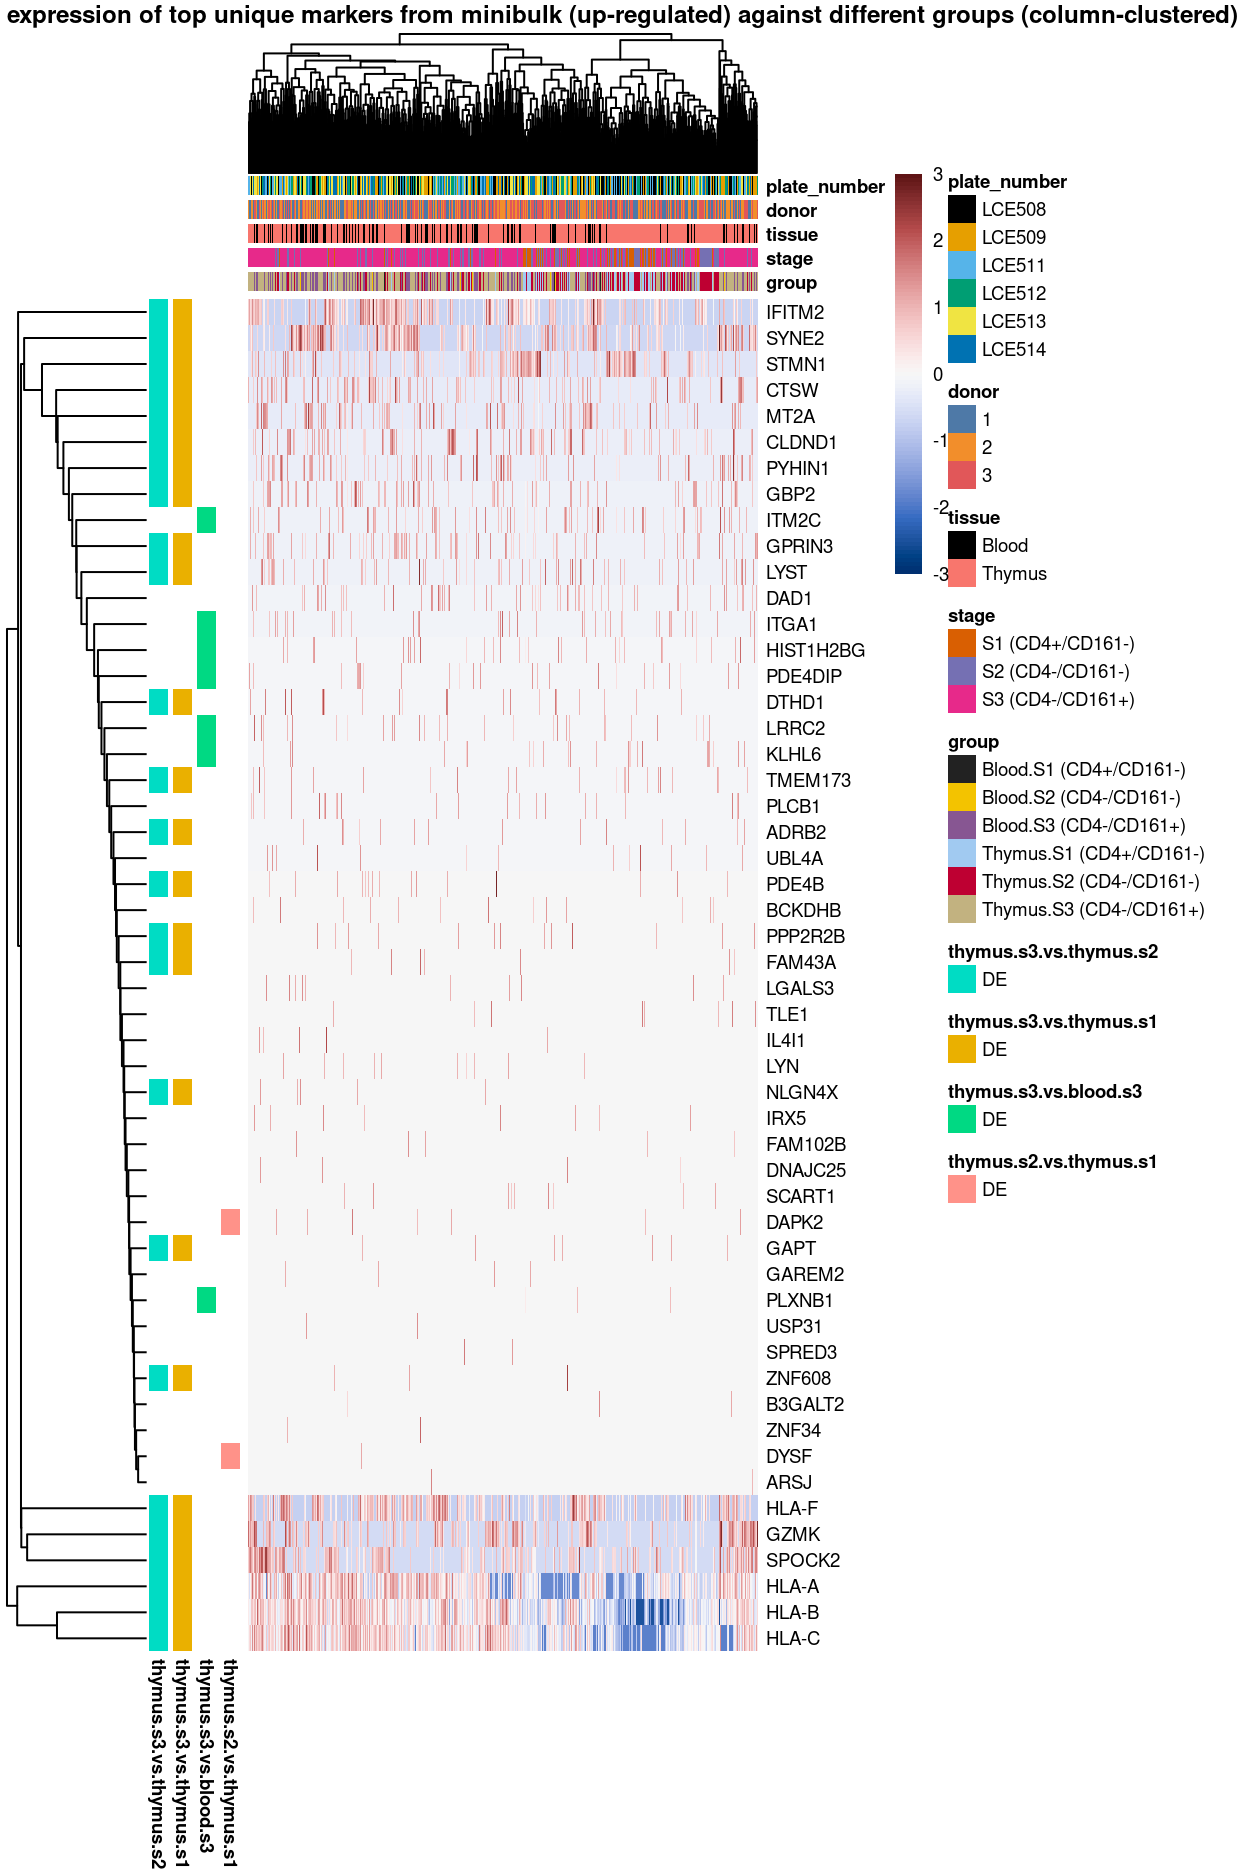 expression of top unique markers from minibulk (up-regulated) against different groups (column-clustered)
plate_number
donor
tissue
stage
group
IFITM2
SYNE2
STMN1
CTSW
MT2A
CLDND1
PYHIN1
GBP2
ITM2C
GPRIN3
LYST
DAD1
ITGA1
HIST1H2BG
PDE4DIP
DTHD1
LRRC2
KLHL6
TMEM173
PLCB1
ADRB2
UBL4A
PDE4B
BCKDHB
PPP2R2B
FAM43A
LGALS3
TLE1
IL4I1
LYN
NLGN4X
IRX5
FAM102B
DNAJC25
SCART1
DAPK2
GAPT
GAREM2
PLXNB1
USP31
SPRED3
ZNF608
B3GALT2
ZNF34
DYSF
ARSJ
HLA-F
GZMK
SPOCK2
HLA-A
HLA-B
HLA-C
thymus.s3.vs.thymus.s2
thymus.s3.vs.thymus.s1
thymus.s3.vs.blood.s3
thymus.s2.vs.thymus.s1
3
2
1
0
-1
-2
-3
plate_number
LCE508
LCE509
LCE511
LCE512
LCE513
LCE514
donor
1
2
3
tissue
Blood
Thymus
stage
S1 (CD4+/CD161-)
S2 (CD4-/CD161-)
S3 (CD4-/CD161+)
group
Blood.S1 (CD4+/CD161-)
Blood.S2 (CD4-/CD161-)
Blood.S3 (CD4-/CD161+)
Thymus.S1 (CD4+/CD161-)
Thymus.S2 (CD4-/CD161-)
Thymus.S3 (CD4-/CD161+)
thymus.s3.vs.thymus.s2
DE
thymus.s3.vs.thymus.s1
DE
thymus.s3.vs.blood.s3
DE
thymus.s2.vs.thymus.s1
DE